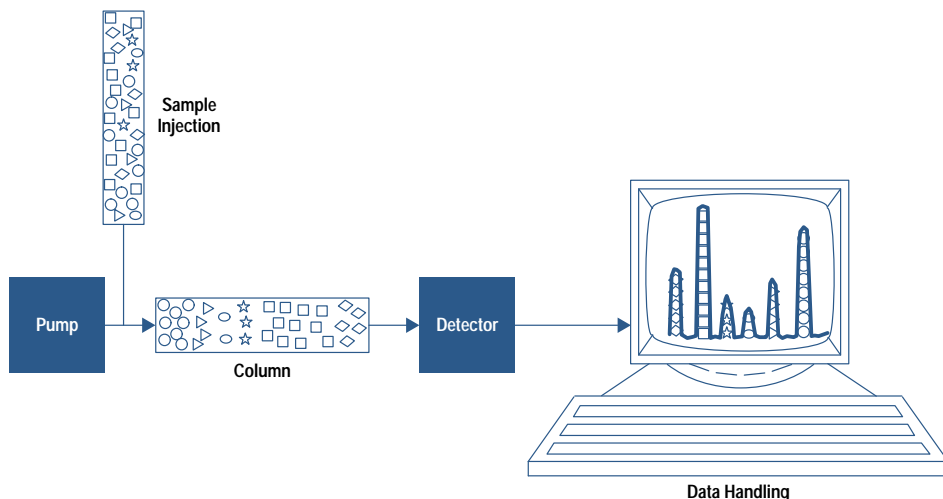 Sample
Injection
Pump
Column
Detector
Data Handling